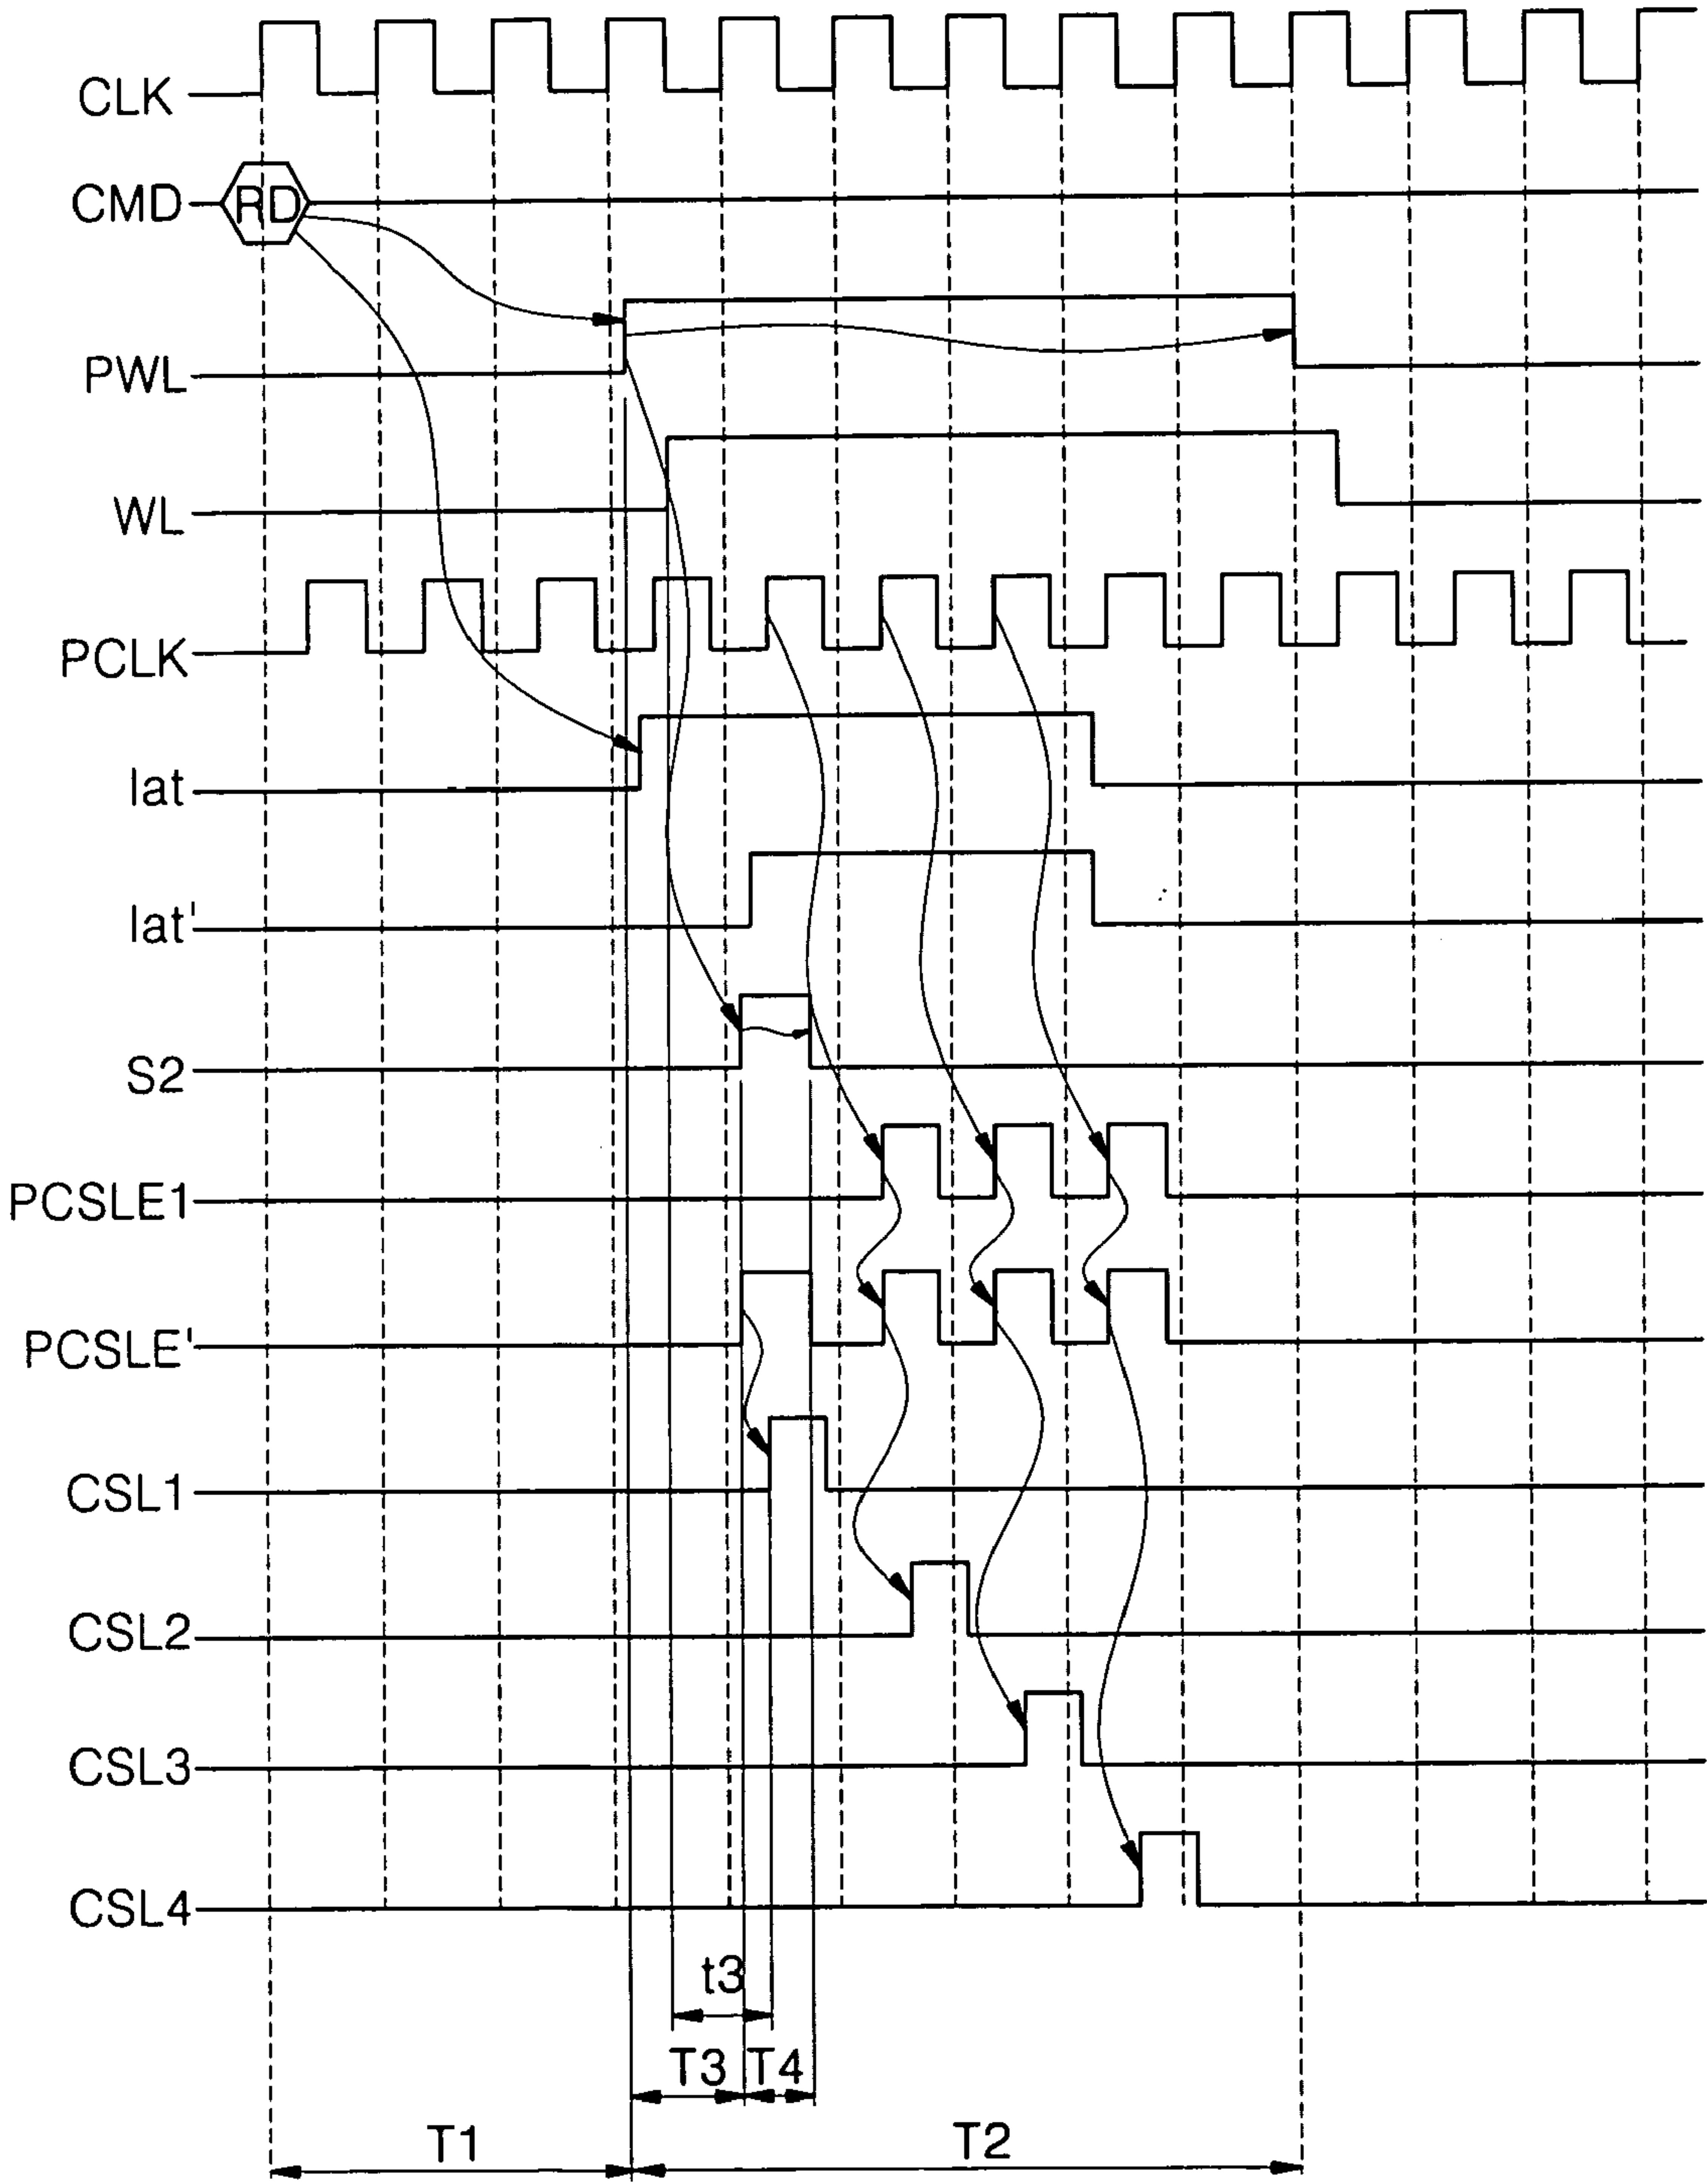 CLK
CMD RD
PWL
WL
PCLK
lat
lat'
S2
PCSLE1
PCSLE'
CSL1
CSL2
CSL3
CSL4
t3
T3 T4
T1 T2